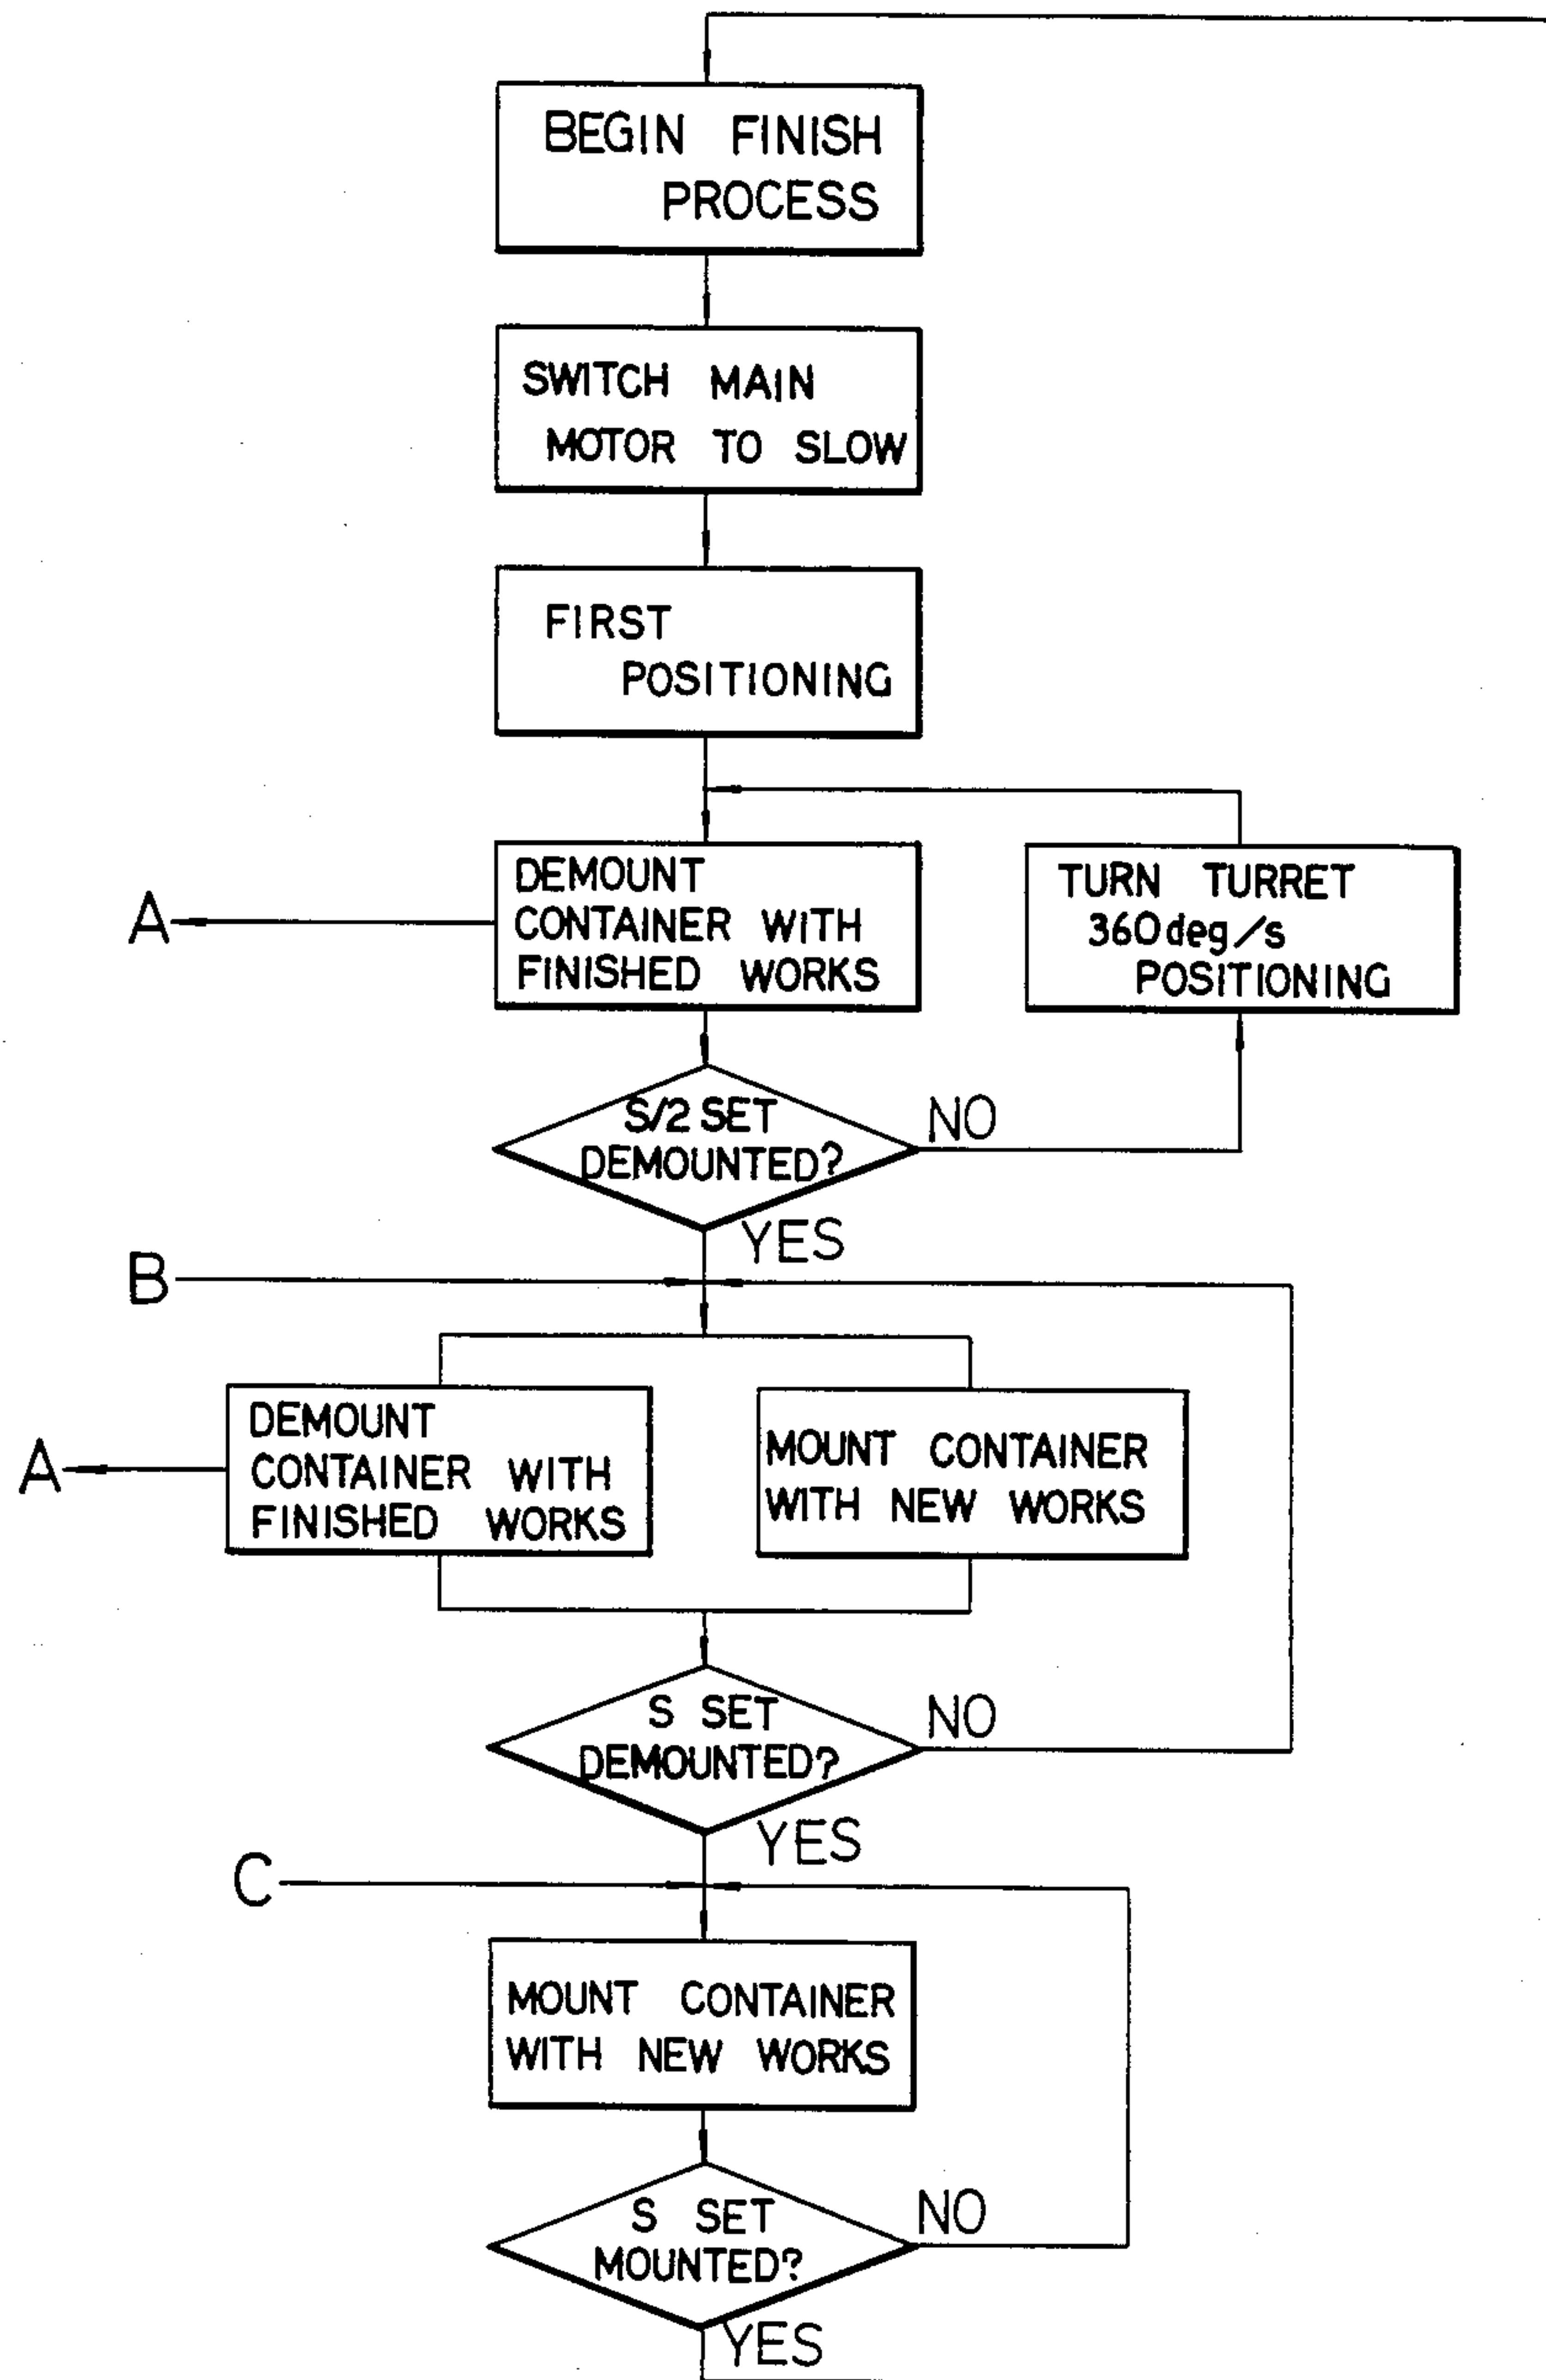 BEGIN FINISH
PROCESS
SWITCH MAIN
MOTOR TO SLOW
FIRST
POSITIONING
DEMOUNT
CONTAINER WITH
FINISHED WORKS
A
TURN TURRET
360deg/s
POSITIONING
S/2 SET
DEMOUNTED?
NO
YES
B
DEMOUNT
CONTAINER WITH
FINISHED WORKS
A
MOUNT CONTAINER
WITH NEW WORKS
S SET
DEMOUNTED?
NO
YES
C
MOUNT CONTAINER
WITH NEW WORKS
S SET
MOUNTED?
NO
YES